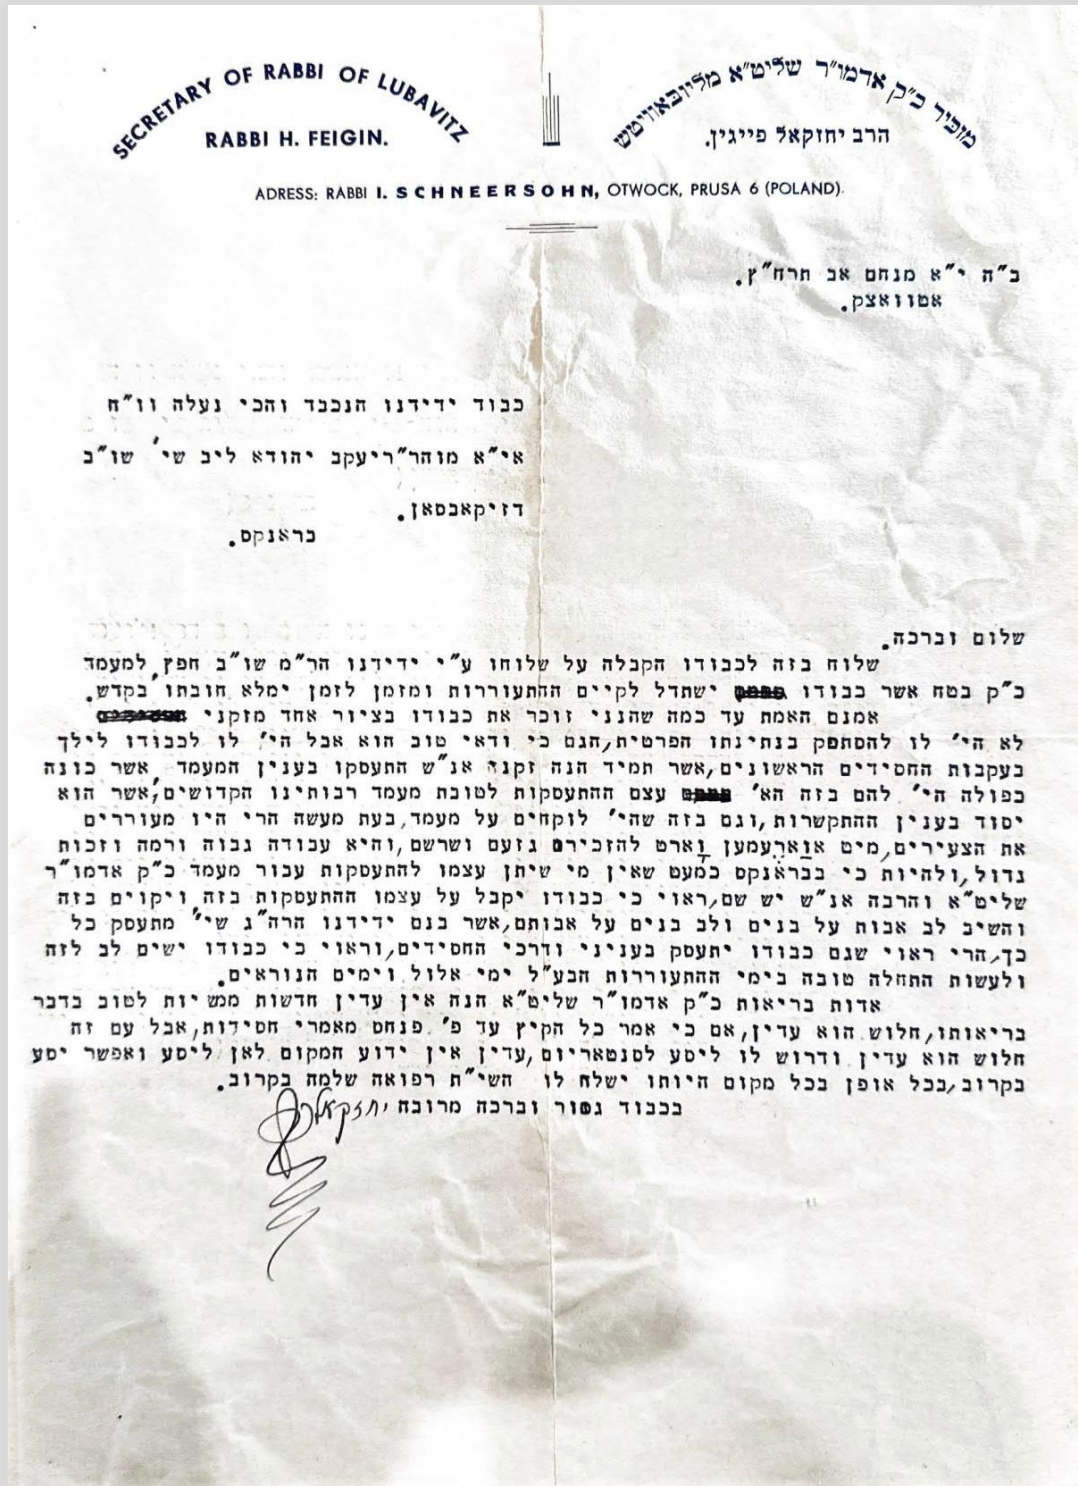 SECRETARY OF RABBI OF LUBAVITZ
RABBI H. FEIGIN.
מזכיר כ"ק אדמו"ר שליט"א מליובאוויטש
הרב יחזקאל פייגין.
ADRESS: RABBI I. SCHNEERSOHN, OTWOCK, PRUSA 6 (POLAND).
ב"ה י"א מנחם אב תרח"ץ.
אטוואצק.
כבוד ידידנו הנכבד והכי נעלה וו"ח
אי"א מוהר"ריעקב יהודא ליב שי' שו"ב
דזיקאבסאן.
בראנקס.
שלום וברכה.
שלוח בזה לכבודו הקבלה על שלוחו ע"י ידידנו הר"מ שו"ב חפץ למעמד
כ"ק בטח אשר כבודו ישתדל לקיים ההתעוררות ומזמן לזמן ימלא חובתו בקדש.
אמנם האמת עד כמה שהנני זוכר את כבודו בציור אחד מזקני
לא הי' לו להסתפק בנתינתו הפרטית,הגם כי ודאי טוב הוא אבל הי' לו לכבודו לילך
בעקבות החסידים הראשונים,אשר תמיד הנה זקני אנ"ש התעסקו בענין המעמד, אשר כונה
כפולה הי' להם בזה הא' עצם ההתעסקות לטובת מעמד רבותינו הקדושים,אשר הוא
יסוד בענין ההתקשרות,וגם בזה שהי' לוקחים על מעמד,בעת מעשה הרי היו מעוררים
את הצעירים,מיט אוואַרעמען וואָרט להזכירם גזעם ושרשם,והיא עבודה גבוה ורמה וזכות
גדול,ולהיות כי בבראנקס כמעט שאין מי שיתן עצמו להתעסקות עבור מעמד כ"ק אדמו"ר
שליט"א והרבה אנ"ש יש שם,ראוי כי כבודו יקבל על עצמו ההתעסקות בזה ויקוים בזה
והשיב לב אבות על בנים ולב בנים על אבותם,אשר בנם ידידנו הרה"ג שי' מתעסק כל
כך,הרי ראוי שגם כבודו יתעסק בעניני ודרכי החסידים,וראוי כי כבודו ישים לב לזה
ולעשות התחלה טובה בימי ההתעוררות הבע"ל ימי אלול וימים הנוראים.
אדות בריאות כ"ק אדמו"ר שליט"א הנה אין עדין חדשות ממשיות לטוב בדבר
בריאותו,חלוש הוא עדין,אם כי אמר כל הקיץ עד פ' פנחס מאמרי חסידות,אבל עם זה
חלוש הוא עדין ודרוש לו ליסע לסנטאריום,עדין אין ידוע המקום לאן ליסע ואפשר יסע
בקרוב,בכל אופן בכל מקום היותו ישלח לו השי"ת רפואה שלמה בקרוב.
בכבוד גמור וברכה מרובה יחזקאל